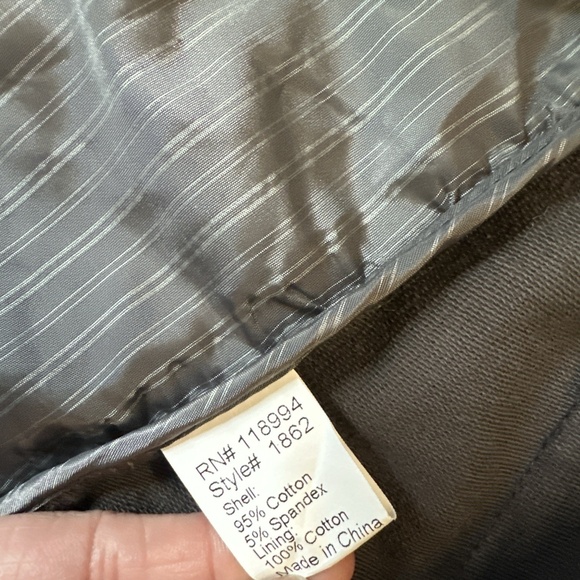 RN# 118994
Style# 1862
Shell:
95% Cotton
5% Spandex
Lining:
100% Cotton
Made in China